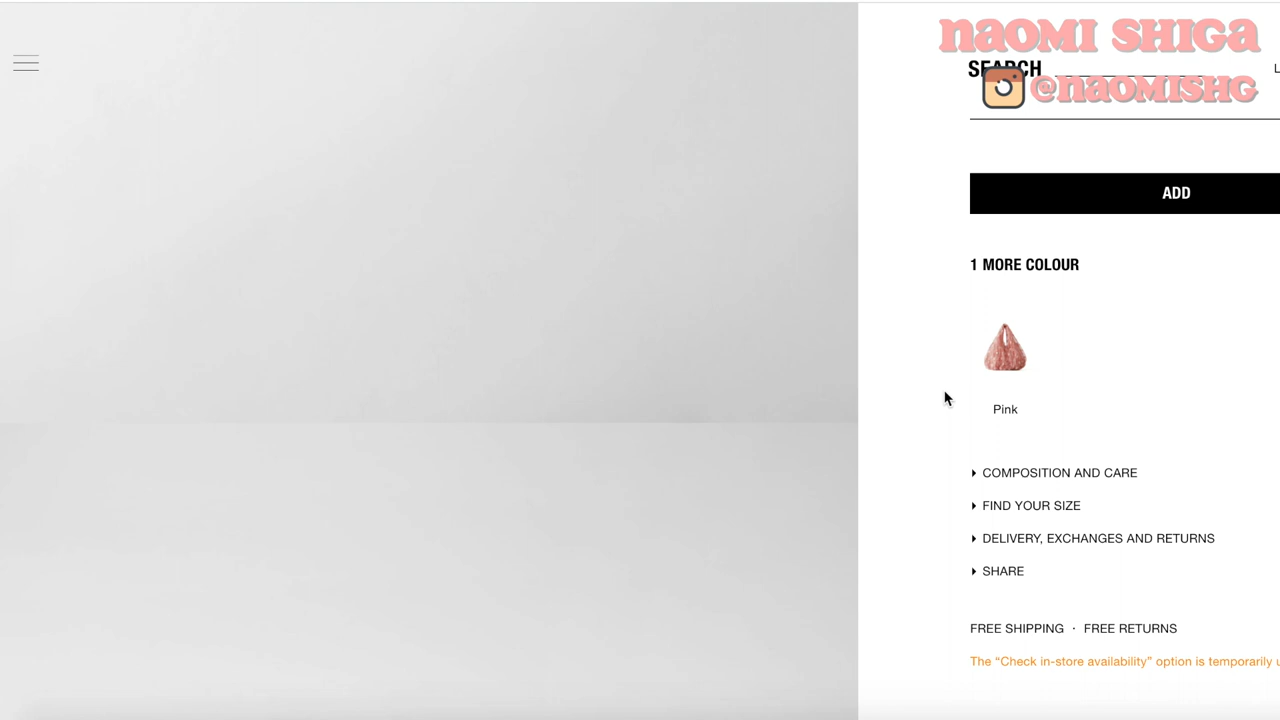 naomi shiga
SEARCH
L
@naomishg
ADD
1 MORE COLOUR
Pink
COMPOSITION AND CARE
FIND YOUR SIZE
DELIVERY, EXCHANGES AND RETURNS
SHARE
FREE SHIPPING · FREE RETURNS
The “Check in-store availability” option is temporarily